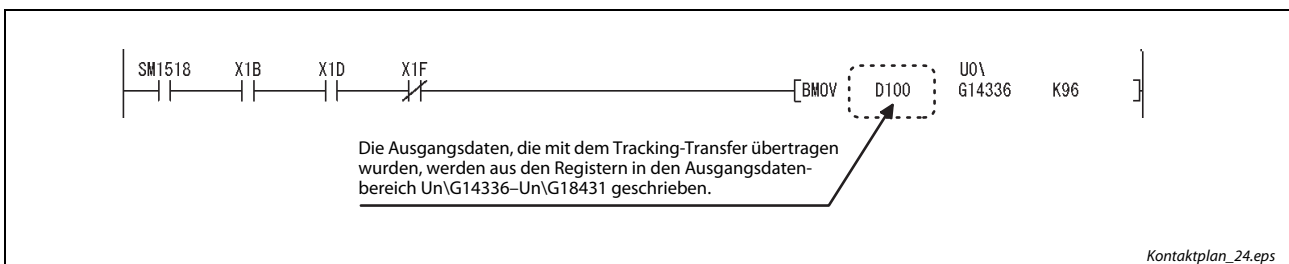 SM1518 X1B X1D X1F U0\
[BMOV D100 G14336 K96 ]
Die Ausgangsdaten, die mit dem Tracking-Transfer übertragen
wurden, werden aus den Registern in den Ausgangsdaten-
bereich Un\G14336–Un\G18431 geschrieben.
Kontaktplan_24.eps